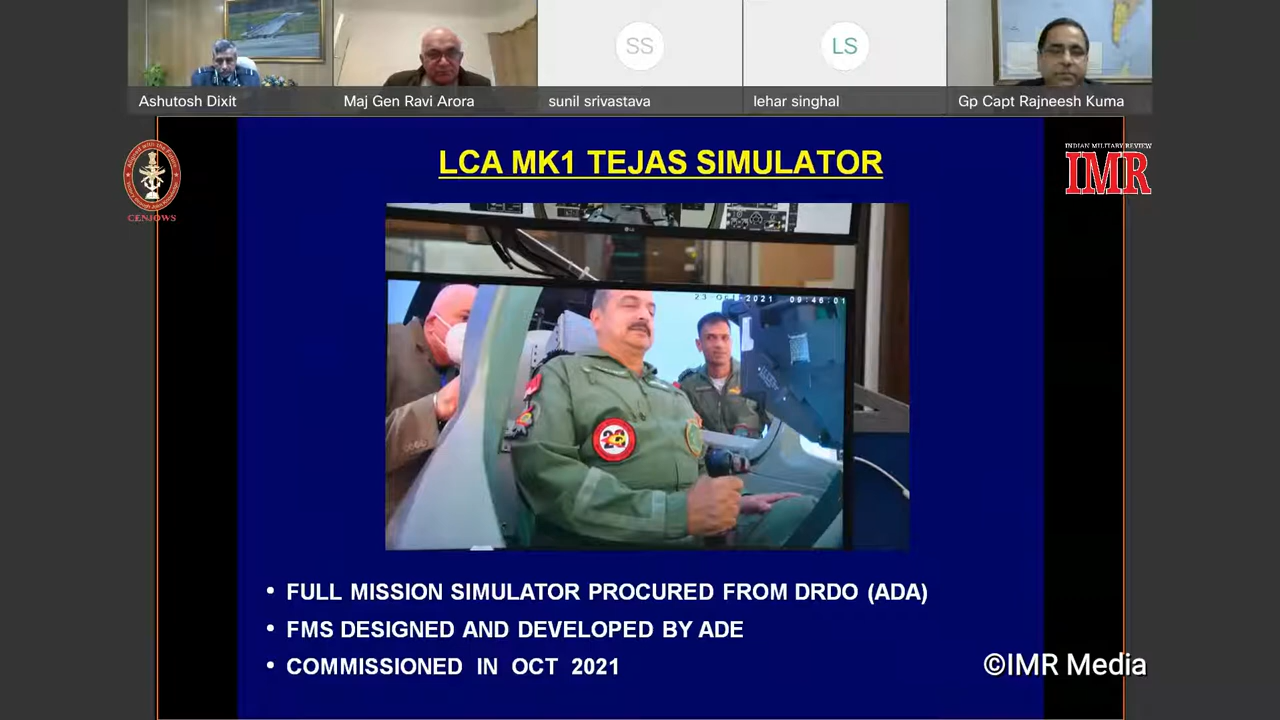 SS
LS
Ashutosh Dixit
Maj Gen Ravi Arora
sunil srivastava
lehar singhal
Gp Capt Rajneesh Kuma
LCA MK1 TEJAS SIMULATOR
INDIAN MILITARY REVIEW
IMR
CENJOWS
LG
23 Oct 2021 09:46:01
FULL MISSION SIMULATOR PROCURED FROM DRDO (ADA)
FMS DESIGNED AND DEVELOPED BY ADE
COMMISSIONED IN OCT 2021
©IMR Media